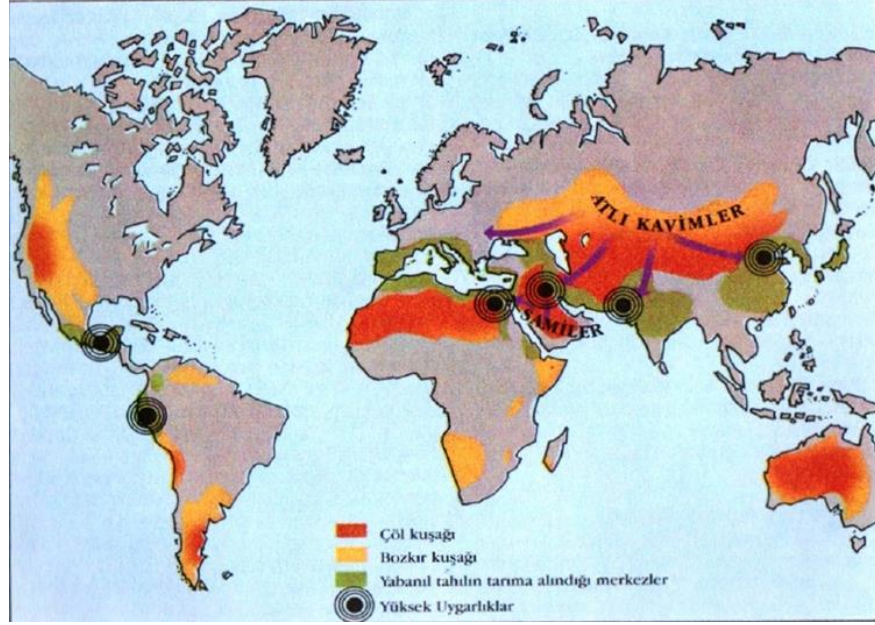 ATLI KAVİMLER
SAMİLER
Çöl kuşağı
Bozkır kuşağı
Yabanıl tahılın tarıma alındığı merkezler
Yüksek Uygarlıklar